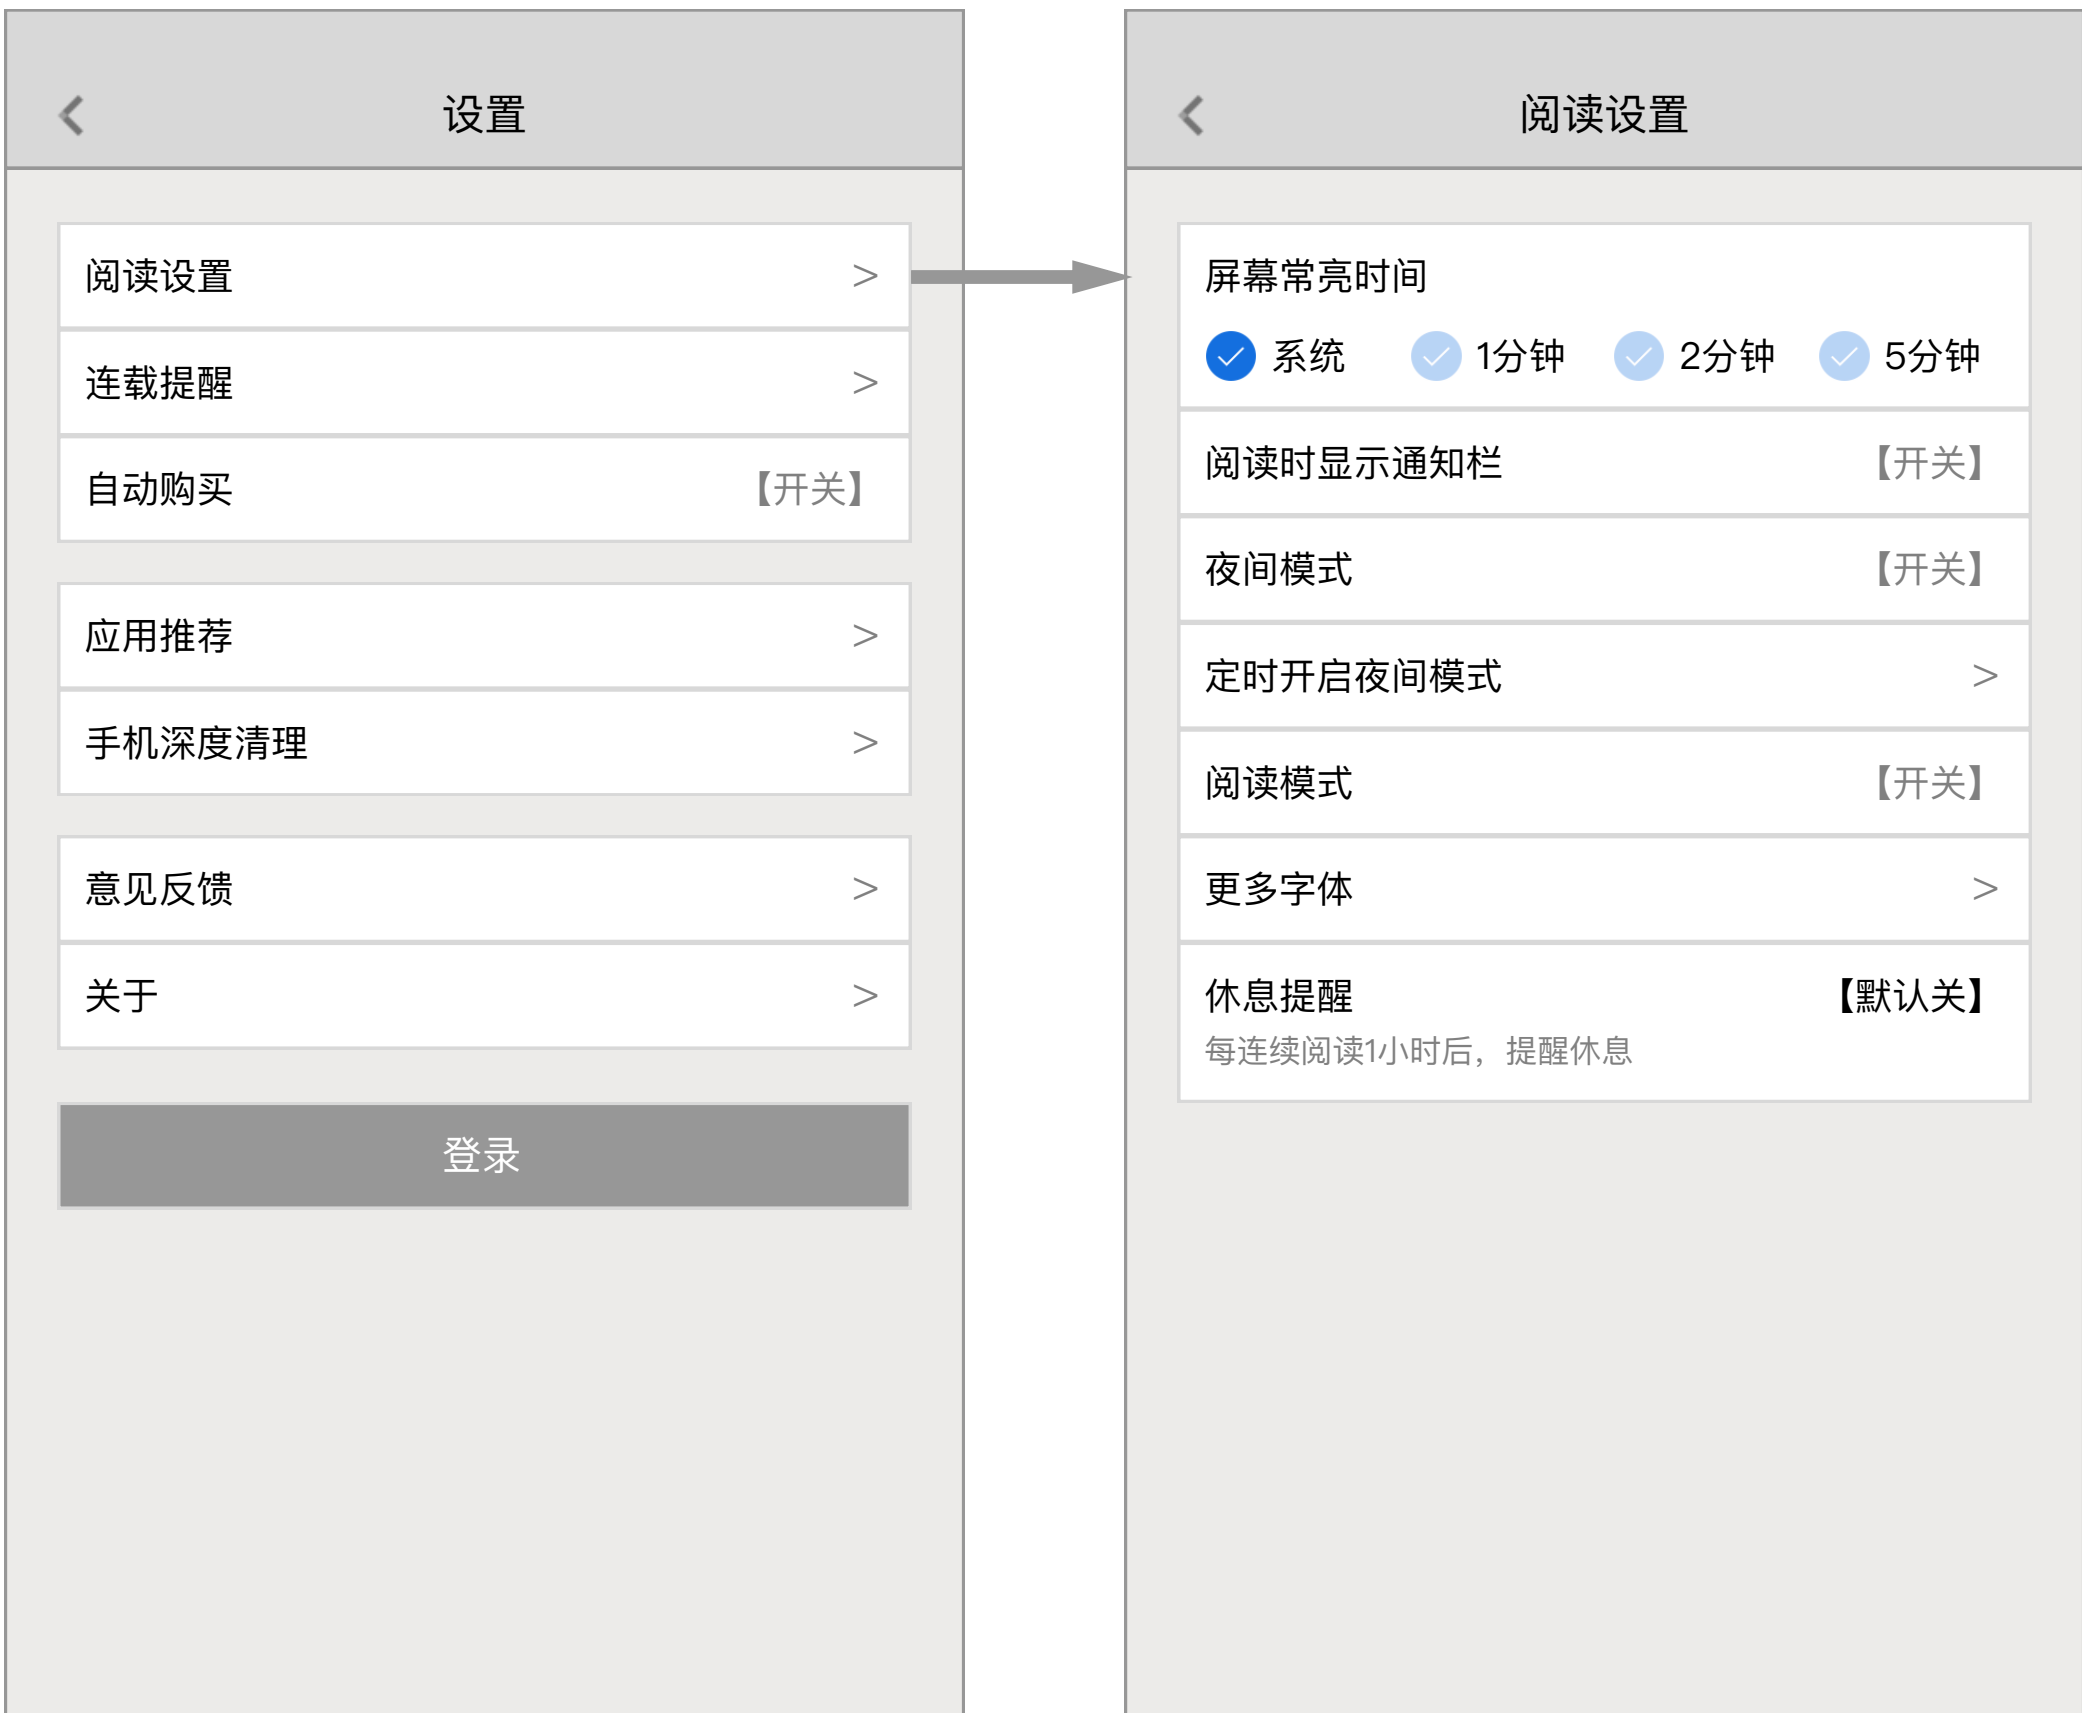 设置
阅读设置 >
连载提醒 >
自动购买 【开关】
应用推荐 >
手机深度清理 >
意见反馈 >
关于 >
登录
阅读设置
屏幕常亮时间
系统 1分钟 2分钟 5分钟
阅读时显示通知栏 【开关】
夜间模式 【开关】
定时开启夜间模式 >
阅读模式 【开关】
更多字体 >
休息提醒 【默认关】
每连续阅读1小时后，提醒休息